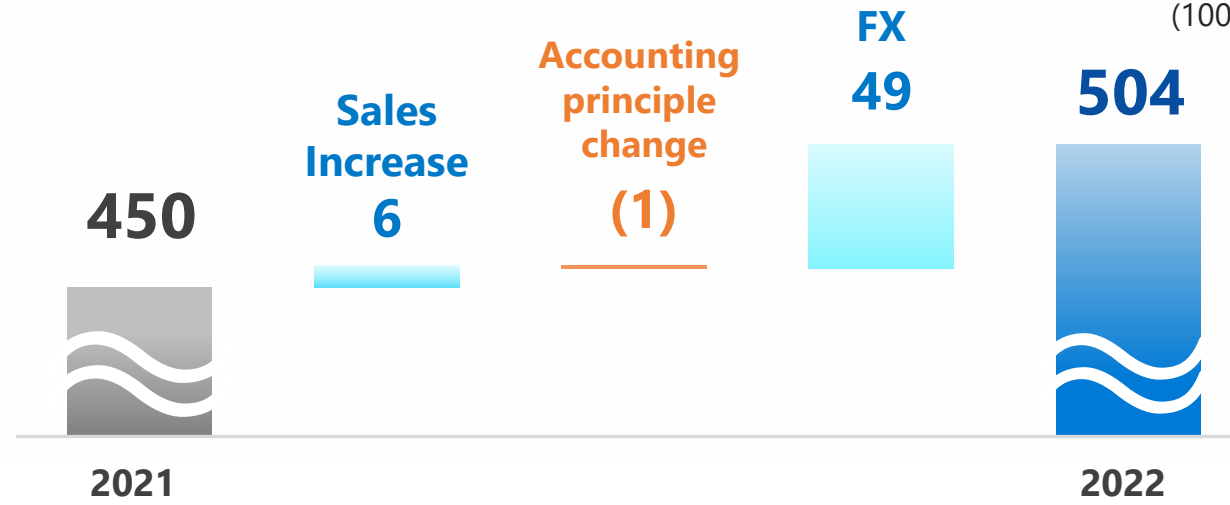 (100
FX
49
Accounting
principle
change
(1)
504
Sales
Increase
6
450
2021
2022